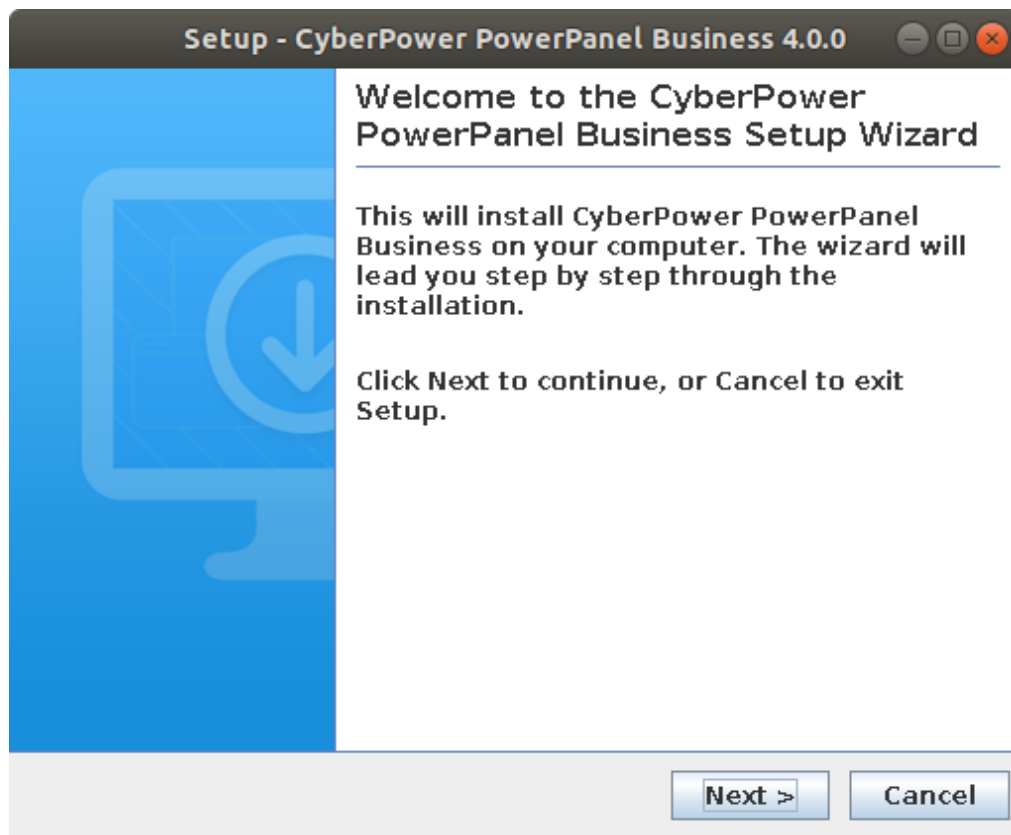 Setup - CyberPower PowerPanel Business 4.0.0
Welcome to the CyberPower
PowerPanel Business Setup Wizard
This will install CyberPower PowerPanel
Business on your computer. The wizard will
lead you step by step through the
installation.
Click Next to continue, or Cancel to exit
Setup.
Next >
Cancel